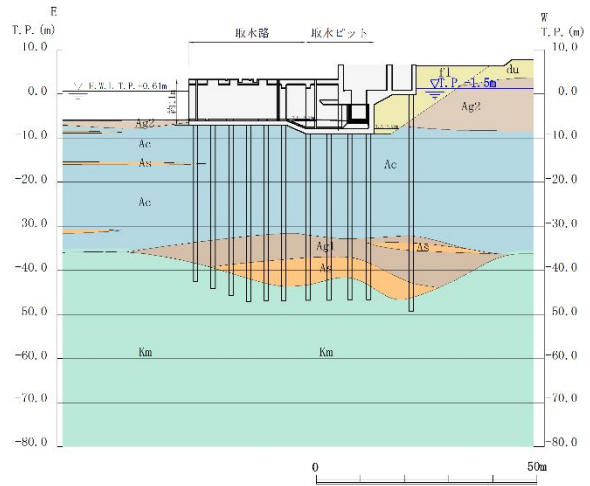 E
W
T.P.(m)
T.P.(m)
取水路
取水ピット
10.0
10.0
f1
du
T.P.-1.5m
H.W.L T.P.+0.61m
0.0
0.0
Ag2
Ag2
-10.0
-10.0
Ac
Ac
As
-20.0
-20.0
Ac
-30.0
-30.0
Ag1
As
As
-40.0
-40.0
-50.0
-50.0
Km
Km
-60.0
-60.0
-70.0
-70.0
-80.0
-80.0
0
50m